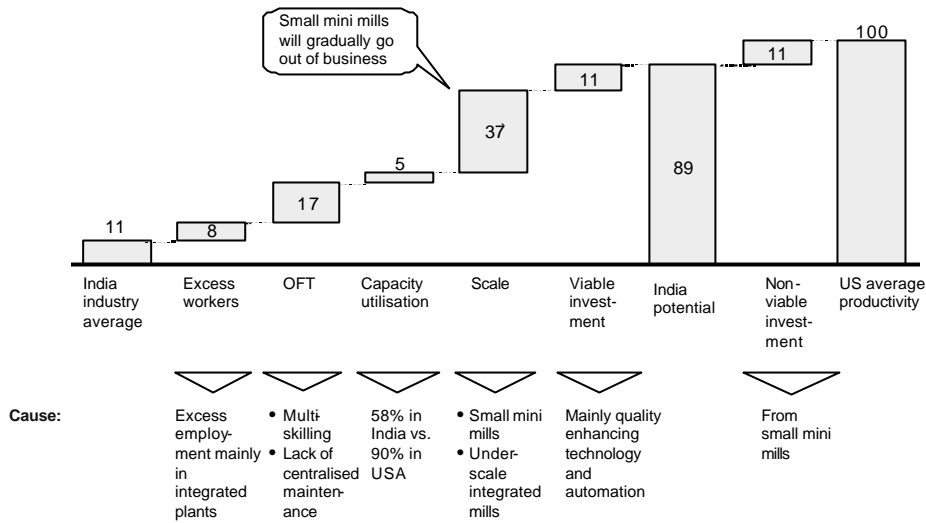 Small mini mills
will gradually go
out of business
11
8
17
5
37
11
89
11
100
India
industry
average
Excess
workers
OFT
Capacity
utilisation
Scale
Viable
invest-
ment
India
potential
Non-
viable
invest-
ment
US average
productivity
Cause:
Excess
employ-
ment mainly
in
integrated
plants
• Multi-
skilling
• Lack of
centralised
mainten-
ance
58% in
India vs.
90% in
USA
• Small mini
mills
• Under-
scale
integrated
mills
Mainly quality
enhancing
technology
and
automation
From
small mini
mills